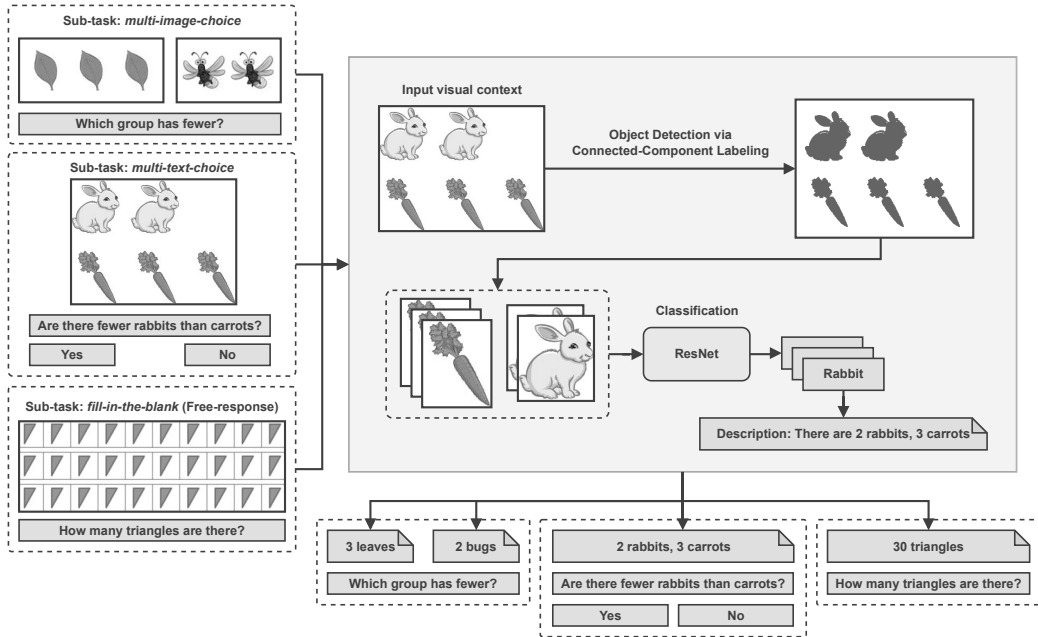 Sub-task: multi-image-choice
Which group has fewer?
Sub-task: multi-text-choice
Are there fewer rabbits than carrots?
Yes
No
Sub-task: fill-in-the-blank (Free-response)
How many triangles are there?
Input visual context
Object Detection via
Connected-Component Labeling
Classification
ResNet
Rabbit
Description: There are 2 rabbits, 3 carrots
3 leaves
2 bugs
Which group has fewer?
2 rabbits, 3 carrots
Are there fewer rabbits than carrots?
Yes
No
30 triangles
How many triangles are there?